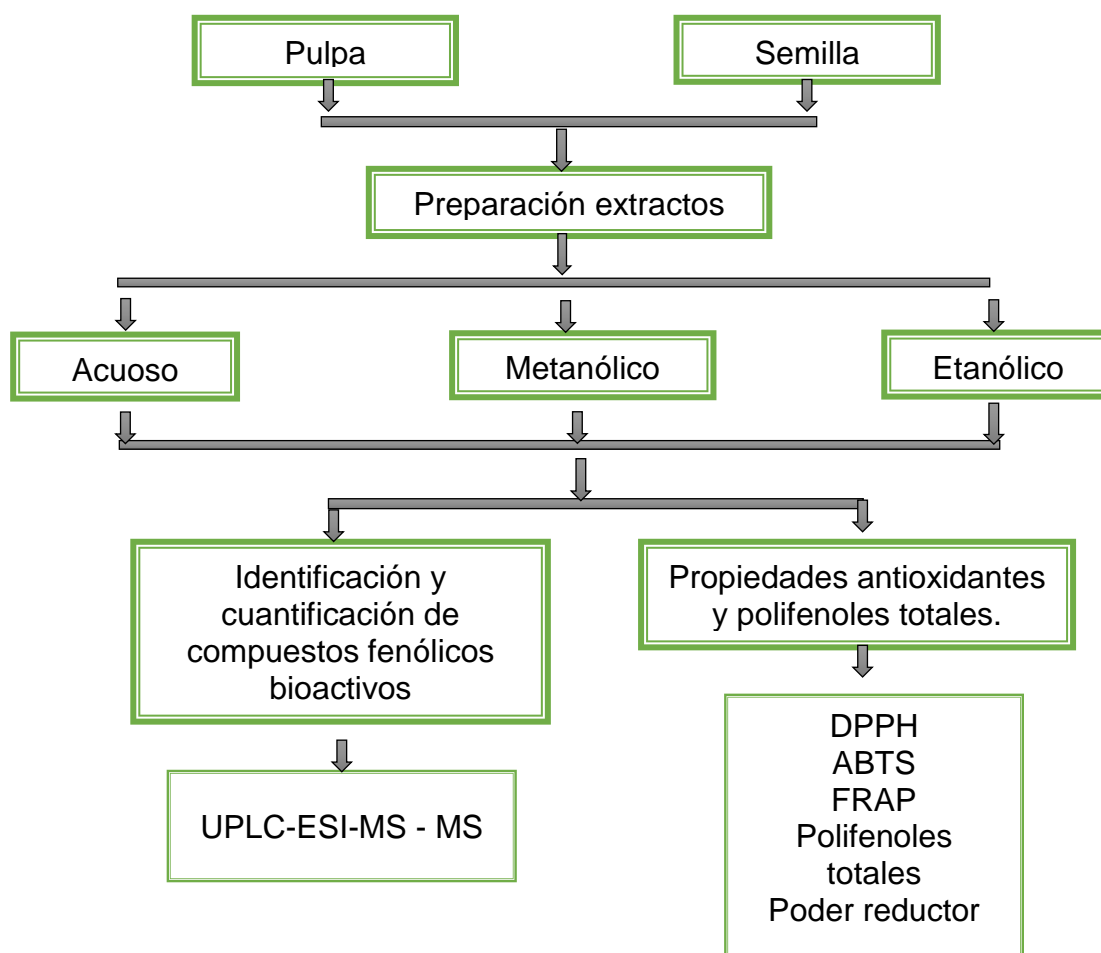 Pulpa
Semilla
Preparación extractos
Acuoso
Metanólico
Etanólico
Identificación y
cuantificación de
compuestos fenólicos
bioactivos
Propiedades antioxidantes
y polifenoles totales.
UPLC-ESI-MS - MS
DPPH
ABTS
FRAP
Polifenoles
totales
Poder reductor